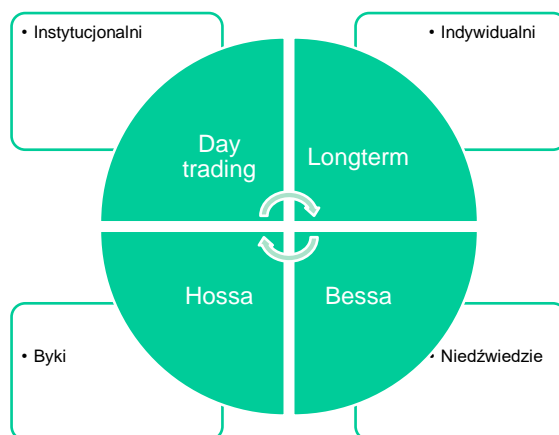 • Instytucjonalni
• Indywidualni
Day
trading
Longterm
Hossa
Bessa
• Byki
• Niedźwiedzie